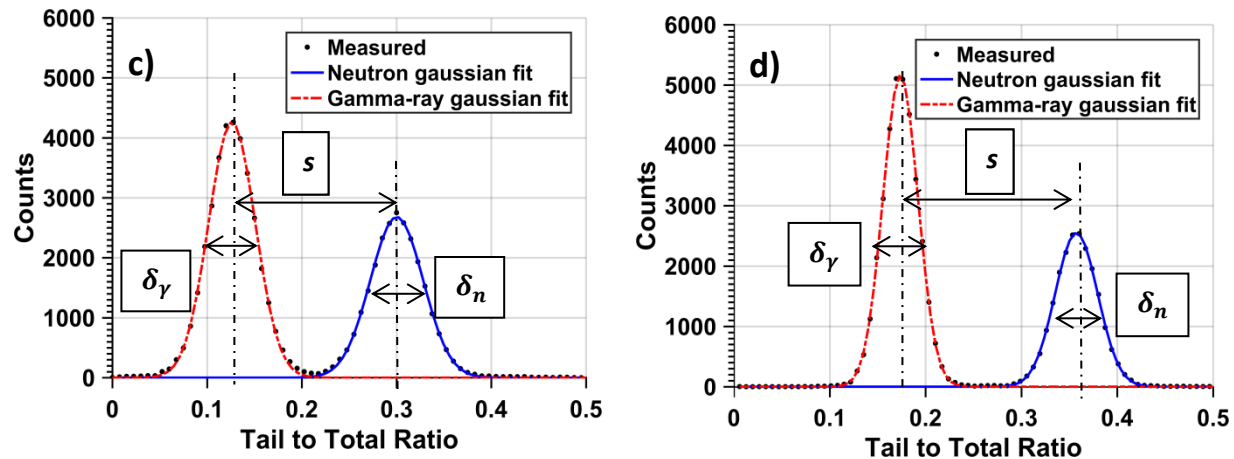 c)
Measured
Neutron gaussian fit
Gamma-ray gaussian fit
s
δγ
δn
Counts
6000
5000
4000
3000
2000
1000
0
0 0.1 0.2 0.3 0.4 0.5
Tail to Total Ratio
d)
Measured
Neutron gaussian fit
Gamma-ray gaussian fit
s
δγ
δn
Counts
6000
5000
4000
3000
2000
1000
0
0 0.1 0.2 0.3 0.4 0.5
Tail to Total Ratio